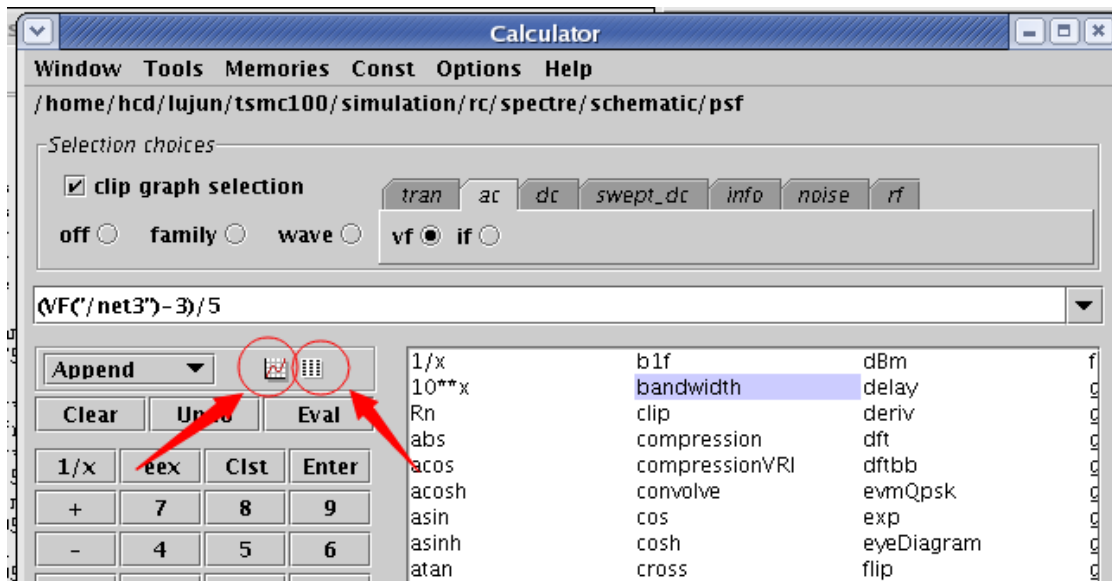 Calculator
Window Tools Memories Const Options Help
/home/hcd/lujun/tsmc100/simulation/rc/spectre/schematic/psf
Selection choices
clip graph selection
tran ac dc swept_dc info noise rf
off family wave vf if
(VF("/net3")-3)/5
Append
1/x b1f dBm f
10**x bandwidth delay g
Clear Eval
Rn clip deriv g
abs compression dft g
1/x eex Clst Enter
acos compressionVRI dftbb g
acosh convolve evmQpsk g
+ 7 8 9
asin cos exp g
- 4 5 6
asinh cosh eyeDiagram g
atan cross flip g